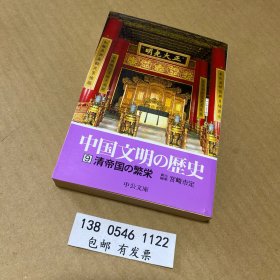 正大光明
中国文明の歴史
9 清帝国の繁栄
宮崎市定
中公文庫
138 0546 1122
包邮 有发票